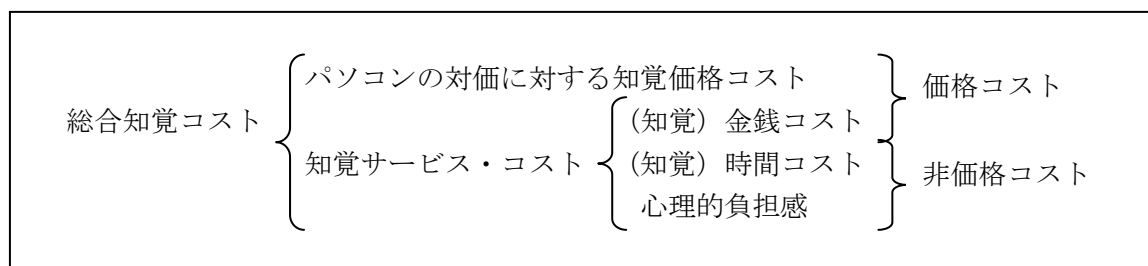 パソコンの対価に対する知覚価格コスト
価格コスト
総合知覚コスト
(知覚)金銭コスト
知覚サービス・コスト
(知覚)時間コスト
非価格コスト
心理的負担感